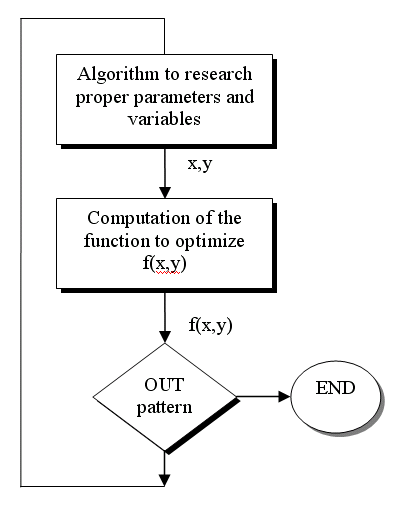 Algorithm to research
proper parameters and
variables
x,y
Computation of the
function to optimize
f(x,y)
f(x,y)
OUT
pattern
END